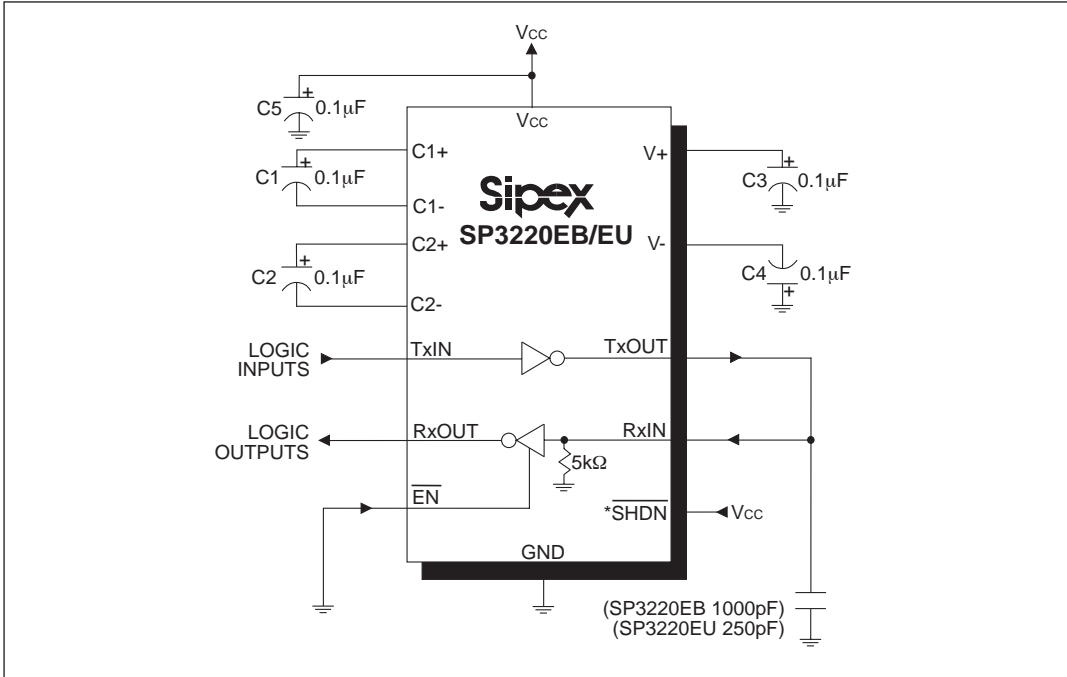 VCC
C5 + 0.1µF
VCC
C1+
V+
C1 + 0.1µF
C3 + 0.1µF
C1-
Sipex
SP3220EB/EU
C2+
V-
C2 + 0.1µF
C4 0.1µF +
C2-
LOGIC
INPUTS
TxIN
TxOUT
LOGIC
OUTPUTS
RxOUT
RxIN
5kΩ
EN
*SHDN
VCC
GND
(SP3220EB 1000pF)
(SP3220EU 250pF)